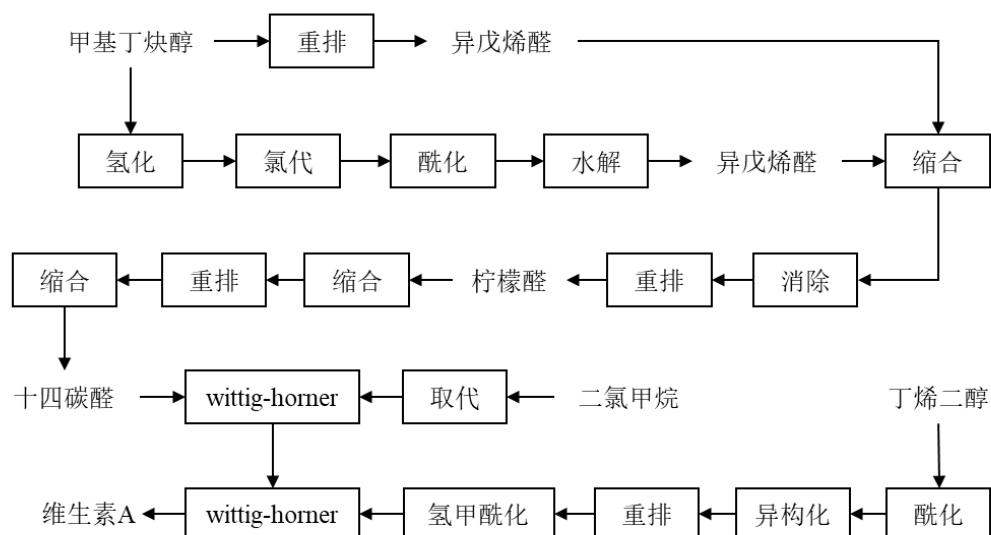 甲基丁炔醇 重排 异戊烯醛
氢化 氯代 酰化 水解 异戊烯醛 缩合
缩合 重排 缩合 柠檬醛 重排 消除
十四碳醛 wittig-horner 取代 二氯甲烷 丁烯二醇
维生素A wittig-horner 氢甲酰化 重排 异构化 酰化